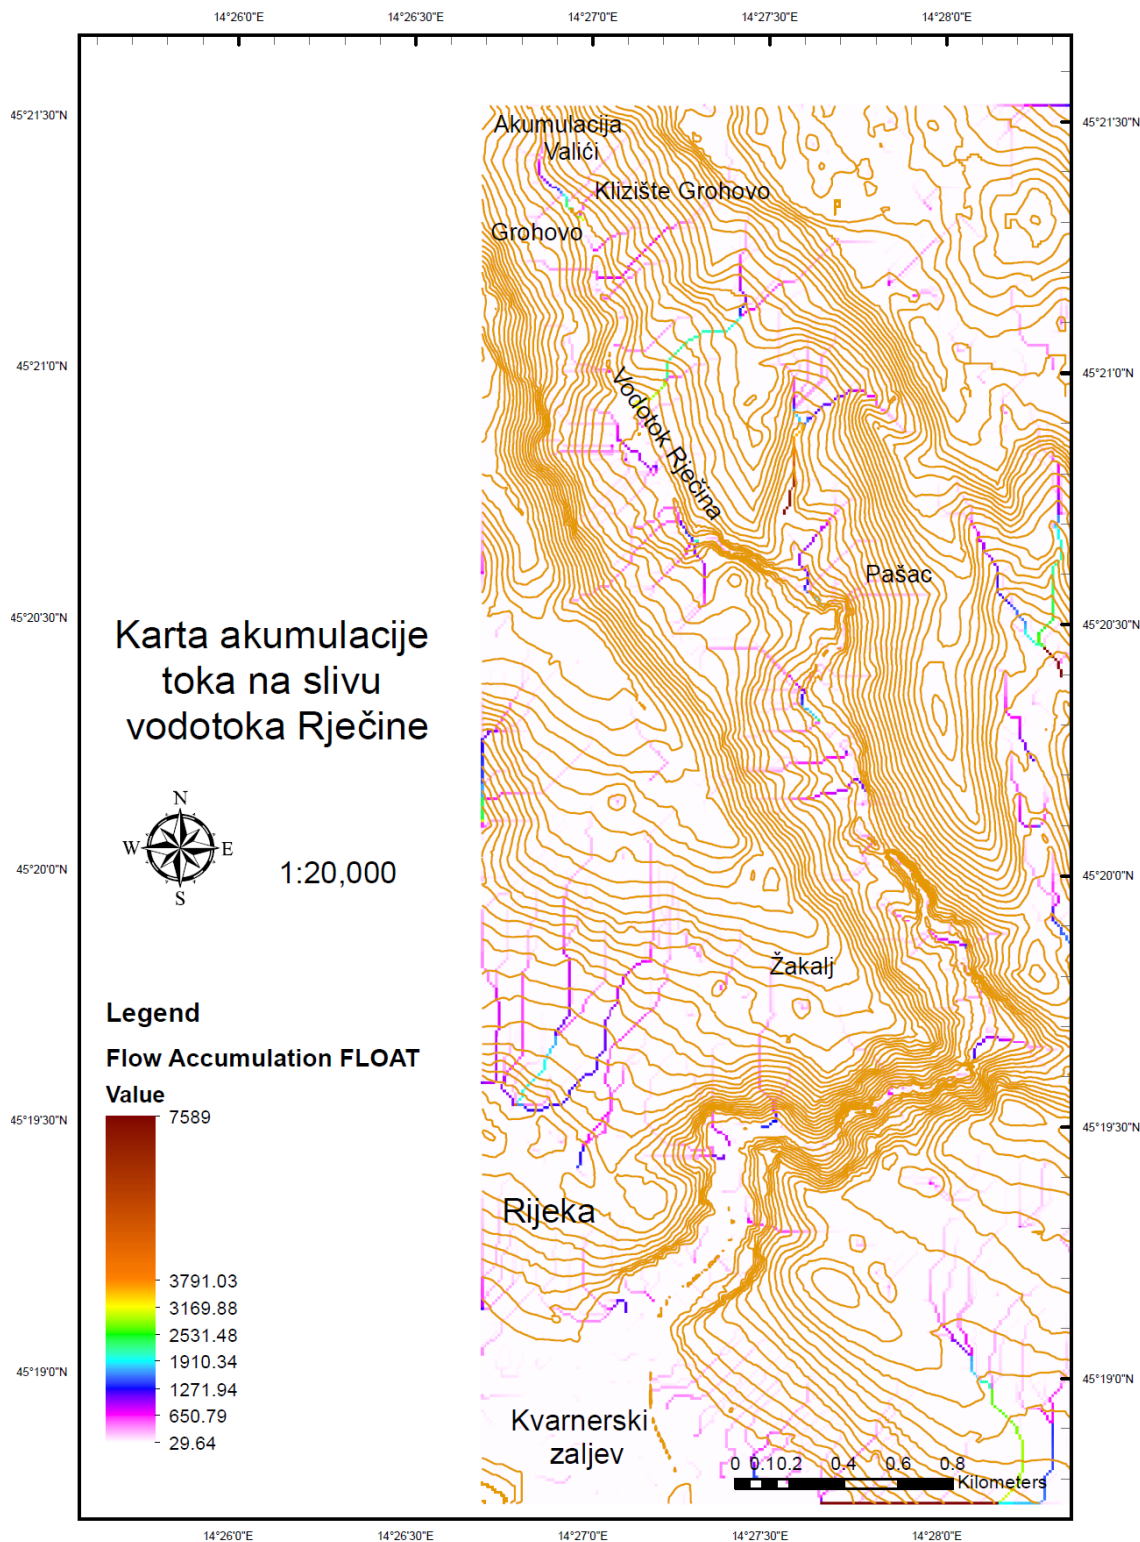 14°26'0"E 14°26'30"E 14°27'0"E 14°27'30"E 14°28'0"E
45°21'30"N 45°21'30"N
Akumulacija
Valići
Klizište Grohovo
Grohovo
45°21'0"N 45°21'0"N
Vodotok Rječina
Pašac
45°20'30"N 45°20'30"N
Karta akumulacije
toka na slivu
vodotoka Rječine
N
W E
S
1:20,000
45°20'0"N 45°20'0"N
Žakalj
Legend
Flow Accumulation FLOAT
Value
7589
3791.03
3169.88
2531.48
1910.34
1271.94
650.79
29.64
45°19'30"N 45°19'30"N
Rijeka
45°19'0"N 45°19'0"N
Kvarnerski
zaljev
0 0.10.2 0.4 0.6 0.8
Kilometers
14°26'0"E 14°26'30"E 14°27'0"E 14°27'30"E 14°28'0"E